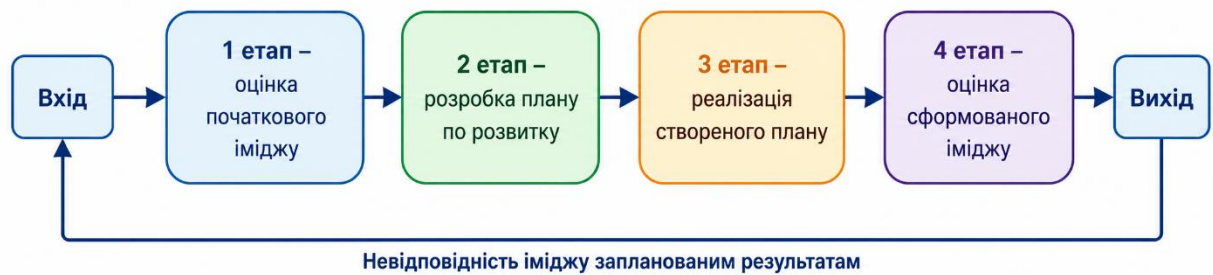 Вхід
1 етап –
оцінка
початкового
іміджу
2 етап –
розробка плану
по розвитку
3 етап –
реалізація
створеного плану
4 етап –
оцінка
сформованого
іміджу
Вихід
Невідповідність іміджу запланованим результатам